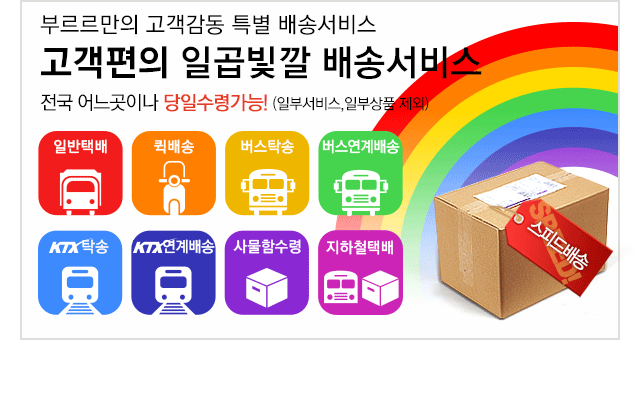 부르르만의 고객감동 특별 배송서비스
고객편의 일곱빛깔 배송서비스
전국 어느곳이나 당일수령가능! (일부서비스,일부상품 제외)
일반택배 퀵배송 버스탁송 버스연계배송
KTX탁송 KTX연계배송 사물함수령 지하철택배
스피드배송
SPEED!